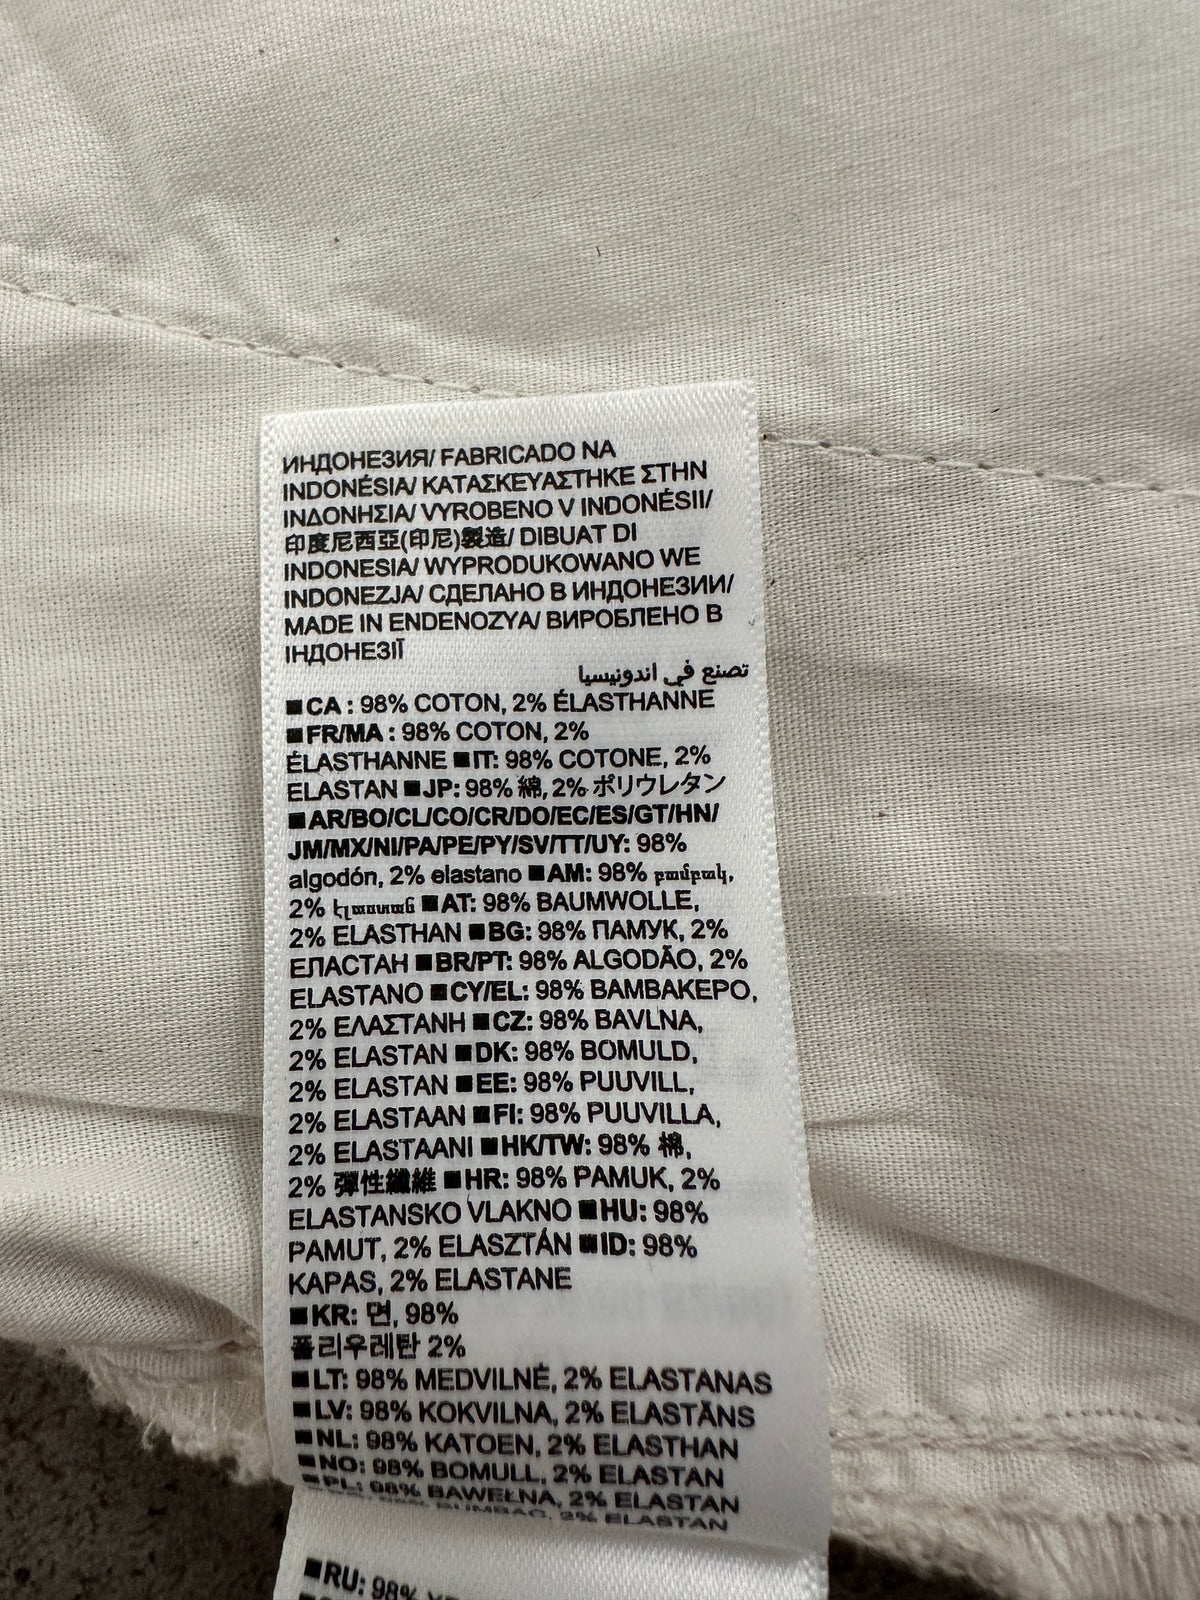 ИНДОНЕЗИЯ/ FABRICADO NA
INDONÉSIA/ ΚΑΤΑΣΚΕΥΑΣΤΗΚΕ ΣΤΗΝ
ΙΝΔΟΝΗΣΙΑ/ VYROBENO V INDONÉSII/
印度尼西亞(印尼)製造/ DIBUAT DI
INDONESIA/ WYPRODUKOWANO WE
INDONEZJA/ СДЕЛАНО В ИНДОНЕЗИИ/
MADE IN ENDENOZYA/ ВИРОБЛЕНО В
ІНДОНЕЗІЇ
تصنع في اندونيسيا
■CA : 98% COTON, 2% ÉLASTHANNE
■FR/MA : 98% COTON, 2%
ÉLASTHANNE ■IT: 98% COTONE, 2%
ELASTAN ■JP: 98% 綿, 2% ポリウレタン
■AR/BO/CL/CO/CR/DO/EC/ES/GT/HN/
JM/MX/NI/PA/PE/PY/SV/TT/UY: 98%
algodón, 2% elastano ■AM: 98% բամբակ,
2% էլաստան ■AT: 98% BAUMWOLLE,
2% ELASTHAN ■BG: 98% ПАМУК, 2%
ЕЛАСТАН ■BR/PT: 98% ALGODÃO, 2%
ELASTANO ■CY/EL: 98% ΒΑΜΒΑΚΕΡΟ,
2% ΕΛΑΣΤΑΝΗ ■CZ: 98% BAVLNA,
2% ELASTAN ■DK: 98% BOMULD,
2% ELASTAN ■EE: 98% PUUVILL,
2% ELASTAAN ■FI: 98% PUUVILLA,
2% ELASTAANI ■HK/TW: 98% 棉,
2% 彈性纖維 ■HR: 98% PAMUK, 2%
ELASTANSKO VLAKNO ■HU: 98%
PAMUT, 2% ELASZTÁN ■ID: 98%
KAPAS, 2% ELASTANE
■KR: 면, 98%
폴리우레탄 2%
■LT: 98% MEDVILNĖ, 2% ELASTANAS
■LV: 98% KOKVILNA, 2% ELASTĀNS
■NL: 98% KATOEN, 2% ELASTHAN
■NO: 98% BOMULL, 2% ELASTAN
■PL: 98% BAWEŁNA, 2% ELASTAN
98% BUMBAC, 2% ELASTAN
■RU: 98%